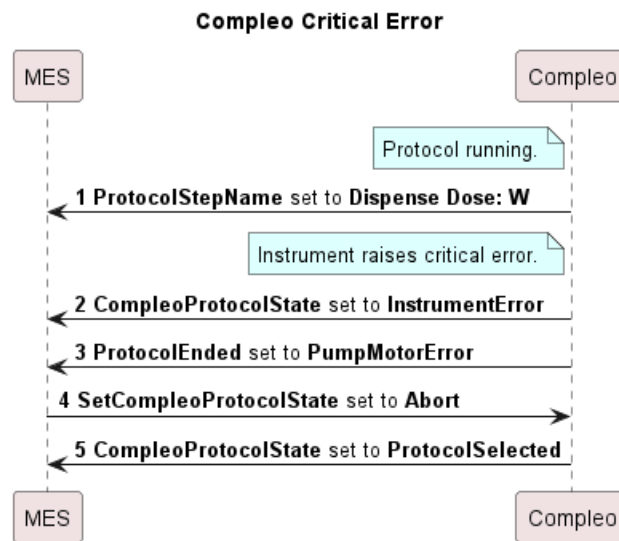 Compleo Critical Error
MES
Compleo
Protocol running.
1 ProtocolStepName set to Dispense Dose: W
Instrument raises critical error.
2 CompleoProtocolState set to InstrumentError
3 ProtocolEnded set to PumpMotorError
4 SetCompleoProtocolState set to Abort
5 CompleoProtocolState set to ProtocolSelected
MES
Compleo